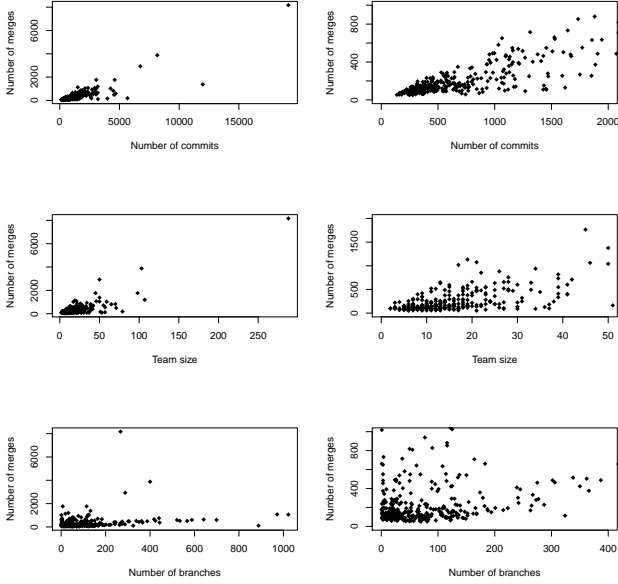 Number of merges
0 2000 6000
0 5000 10000 15000
Number of commits
Number of merges
0 400 800
0 500 1000 1500 2000
Number of commits
Number of merges
0 2000 6000
0 50 100 150 200 250
Team size
Number of merges
0 500 1500
0 10 20 30 40 50
Team size
Number of merges
0 2000 6000
0 200 400 600 800 1000
Number of branches
Number of merges
0 200 400 800
0 100 200 300 400
Number of branches